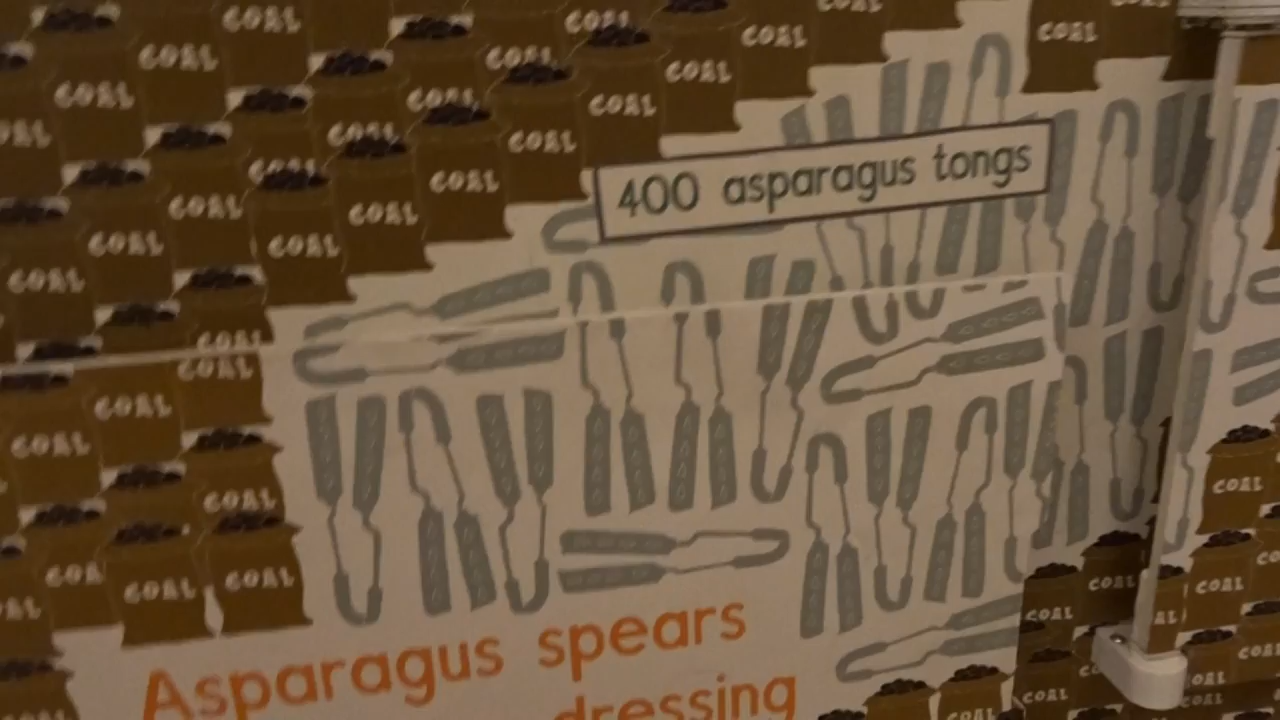 COAL
400 asparagus tongs
Asparagus spears
dressing